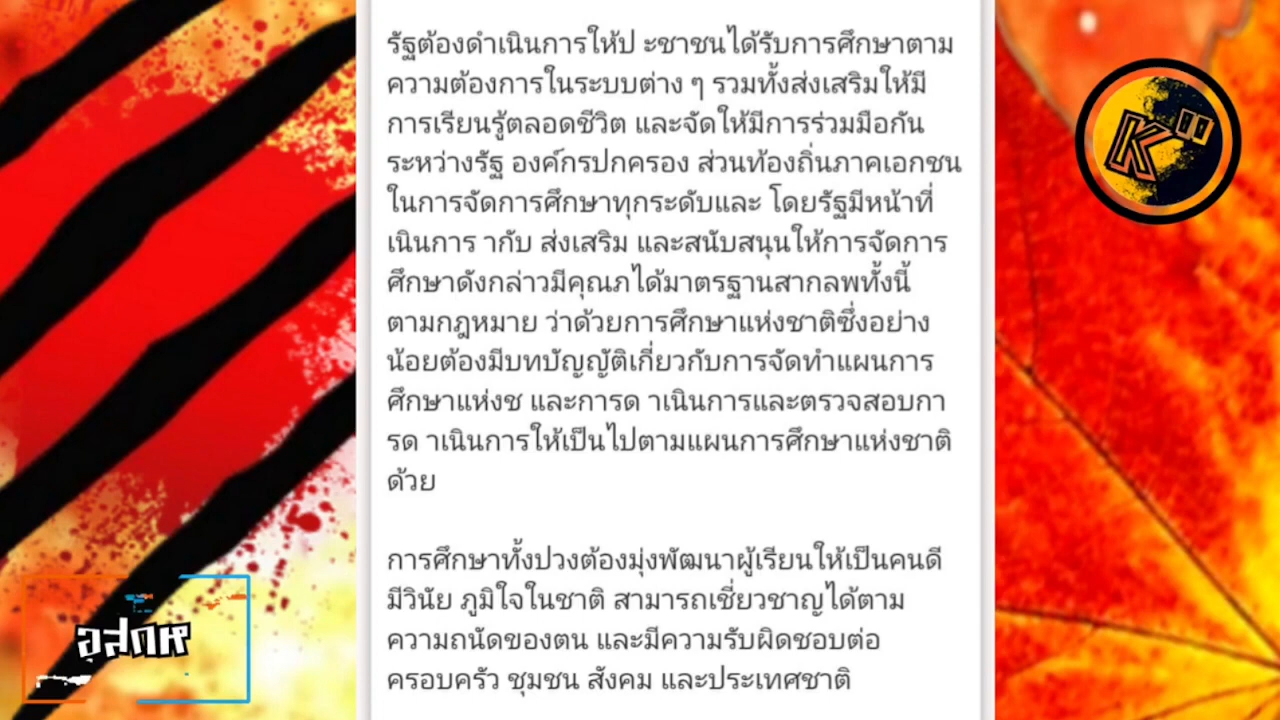 รัฐต้องดำเนินการให้ป ะชาชนได้รับการศึกษาตาม
ความต้องการในระบบต่าง ๆ รวมทั้งส่งเสริมให้มี
การเรียนรู้ตลอดชีวิต และจัดให้มีการร่วมมือกัน
ระหว่างรัฐ องค์กรปกครอง ส่วนท้องถิ่นภาคเอกชน
ในการจัดการศึกษาทุกระดับและ โดยรัฐมีหน้าที่
เนินการ ากับ ส่งเสริม และสนับสนุนให้การจัดการ
ศึกษาดังกล่าวมีคุณภได้มาตรฐานสากลพทั้งนี้
ตามกฎหมาย ว่าด้วยการศึกษาแห่งชาติซึ่งอย่าง
น้อยต้องมีบทบัญญัติเกี่ยวกับการจัดทำแผนการ
ศึกษาแห่งช และการด าเนินการและตรวจสอบกา
รด าเนินการให้เป็นไปตามแผนการศึกษาแห่งชาติ
ด้วย
การศึกษาทั้งปวงต้องมุ่งพัฒนาผู้เรียนให้เป็นคนดี
มีวินัย ภูมิใจในชาติ สามารถเชี่ยวชาญได้ตาม
ความถนัดของตน และมีความรับผิดชอบต่อ
ครอบครัว ชุมชน สังคม และประเทศชาติ
K"
อสกห